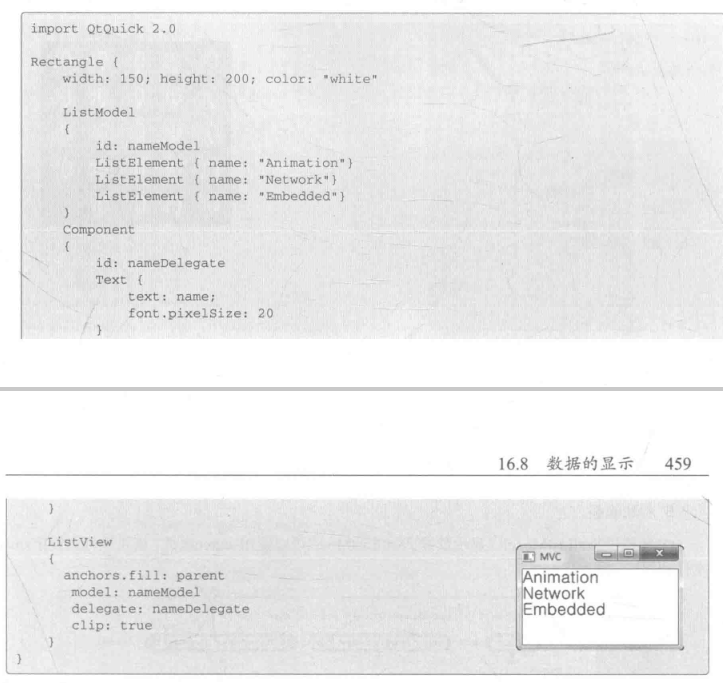 import QtQuick 2.0
Rectangle {
    width: 150; height: 200; color: "white"
    ListModel
    {
        id: nameModel
        ListElement { name: "Animation"}
        ListElement { name: "Network"}
        ListElement { name: "Embedded"}
    }
    Component
    {
        id: nameDelegate
        Text {
            text: name;
            font.pixelSize: 20
        }
16.8 数据的显示 459
    }
    ListView
    {
      anchors.fill: parent
       model: nameModel
       delegate: nameDelegate
       clip: true
    }
}
MVC
Animation
Network
Embedded